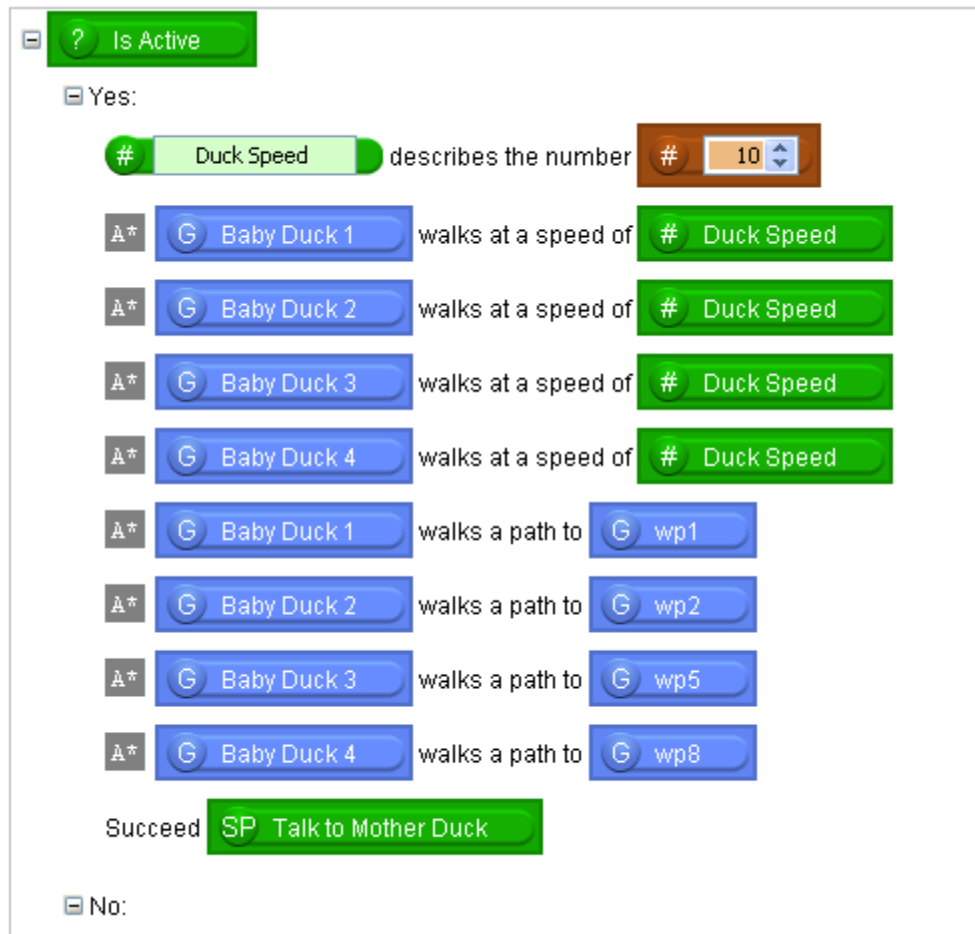 ? Is Active
Yes:
# Duck Speed describes the number # 10
A* G Baby Duck 1 walks at a speed of # Duck Speed
A* G Baby Duck 2 walks at a speed of # Duck Speed
A* G Baby Duck 3 walks at a speed of # Duck Speed
A* G Baby Duck 4 walks at a speed of # Duck Speed
A* G Baby Duck 1 walks a path to G wp1
A* G Baby Duck 2 walks a path to G wp2
A* G Baby Duck 3 walks a path to G wp5
A* G Baby Duck 4 walks a path to G wp8
Succeed SP Talk to Mother Duck
No: